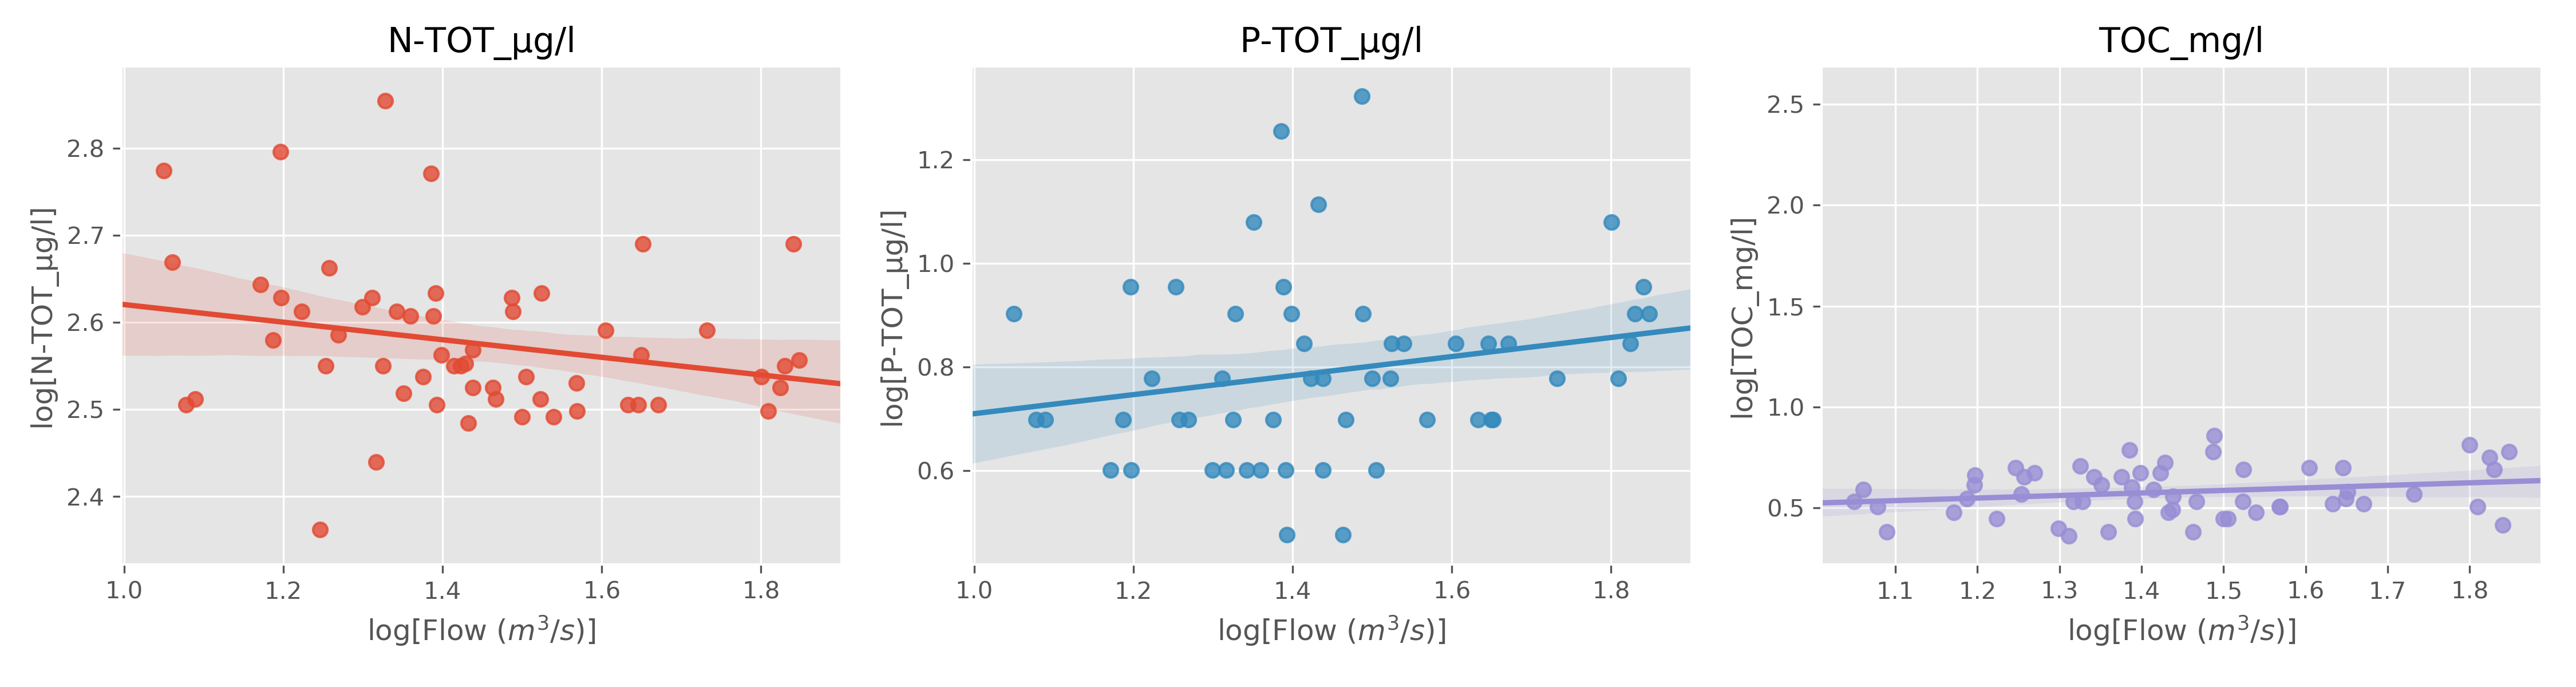 N-TOT_µg/l
log[N-TOT_µg/l]
2.8
2.7
2.6
2.5
2.4
1.0 1.2 1.4 1.6 1.8
log[Flow (m³/s)]
P-TOT_µg/l
log[P-TOT_µg/l]
1.2
1.0
0.8
0.6
1.0 1.2 1.4 1.6 1.8
log[Flow (m³/s)]
TOC_mg/l
log[TOC_mg/l]
2.5
2.0
1.5
1.0
0.5
1.1 1.2 1.3 1.4 1.5 1.6 1.7 1.8
log[Flow (m³/s)]